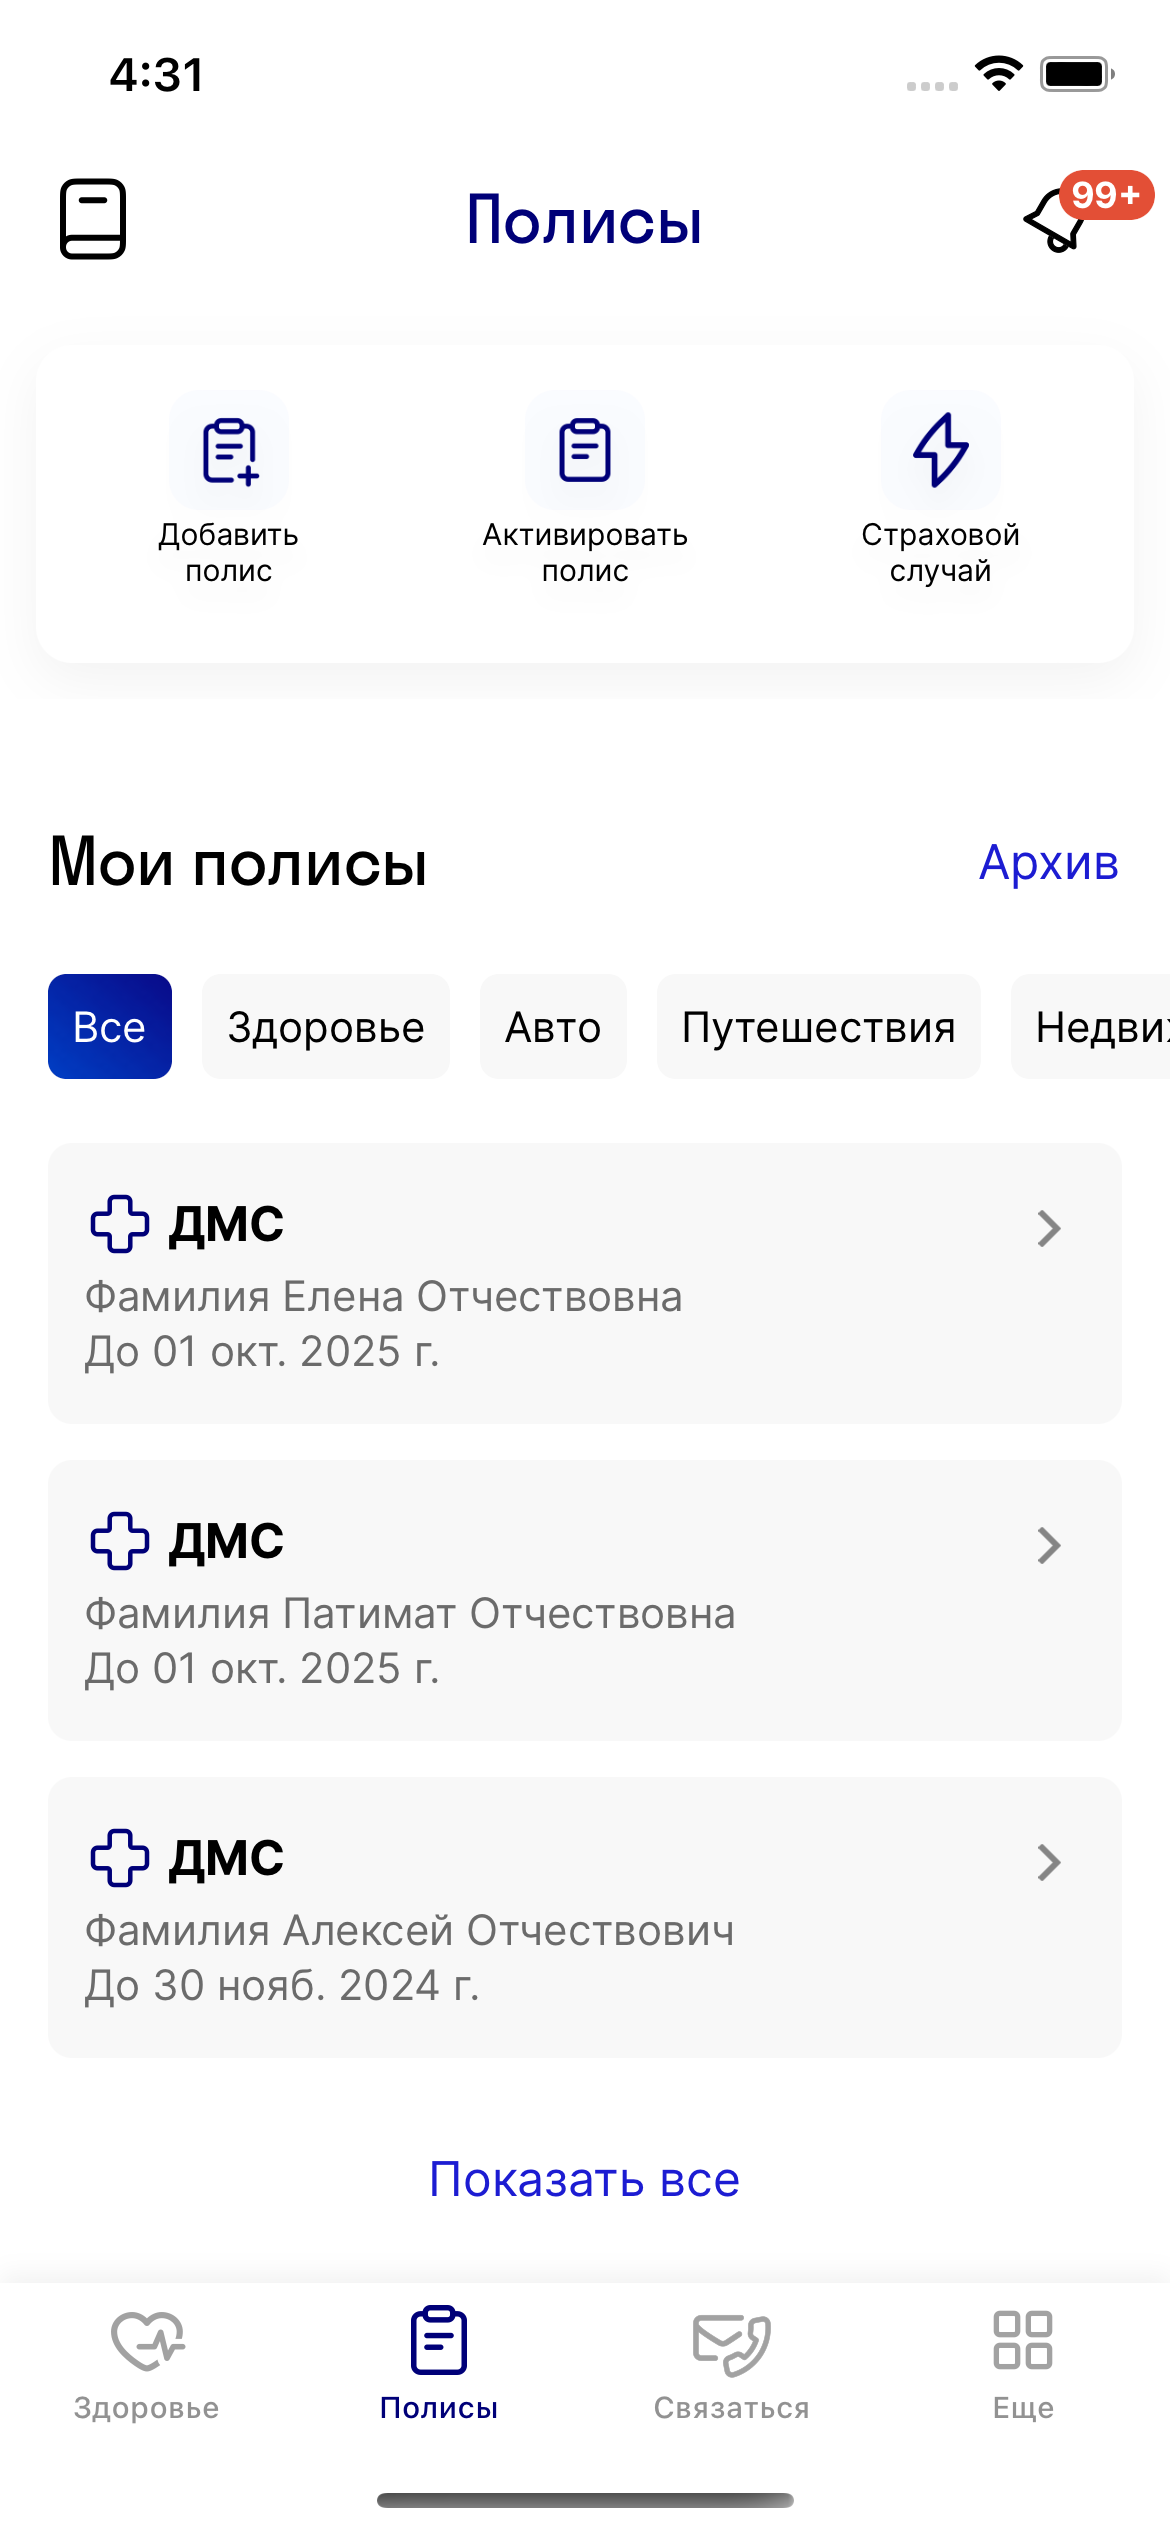 4:31
Полисы
99+
Добавить
полис
Активировать
полис
Страховой
случай
Мои полисы
Архив
Все
Здоровье
Авто
Путешествия
ДМС
Фамилия Елена Отчествовна
До 01 окт. 2025 г.
ДМС
Фамилия Патимат Отчествовна
До 01 окт. 2025 г.
ДМС
Фамилия Алексей Отчествович
До 30 нояб. 2024 г.
Показать все
Здоровье
Полисы
Связаться
Еще